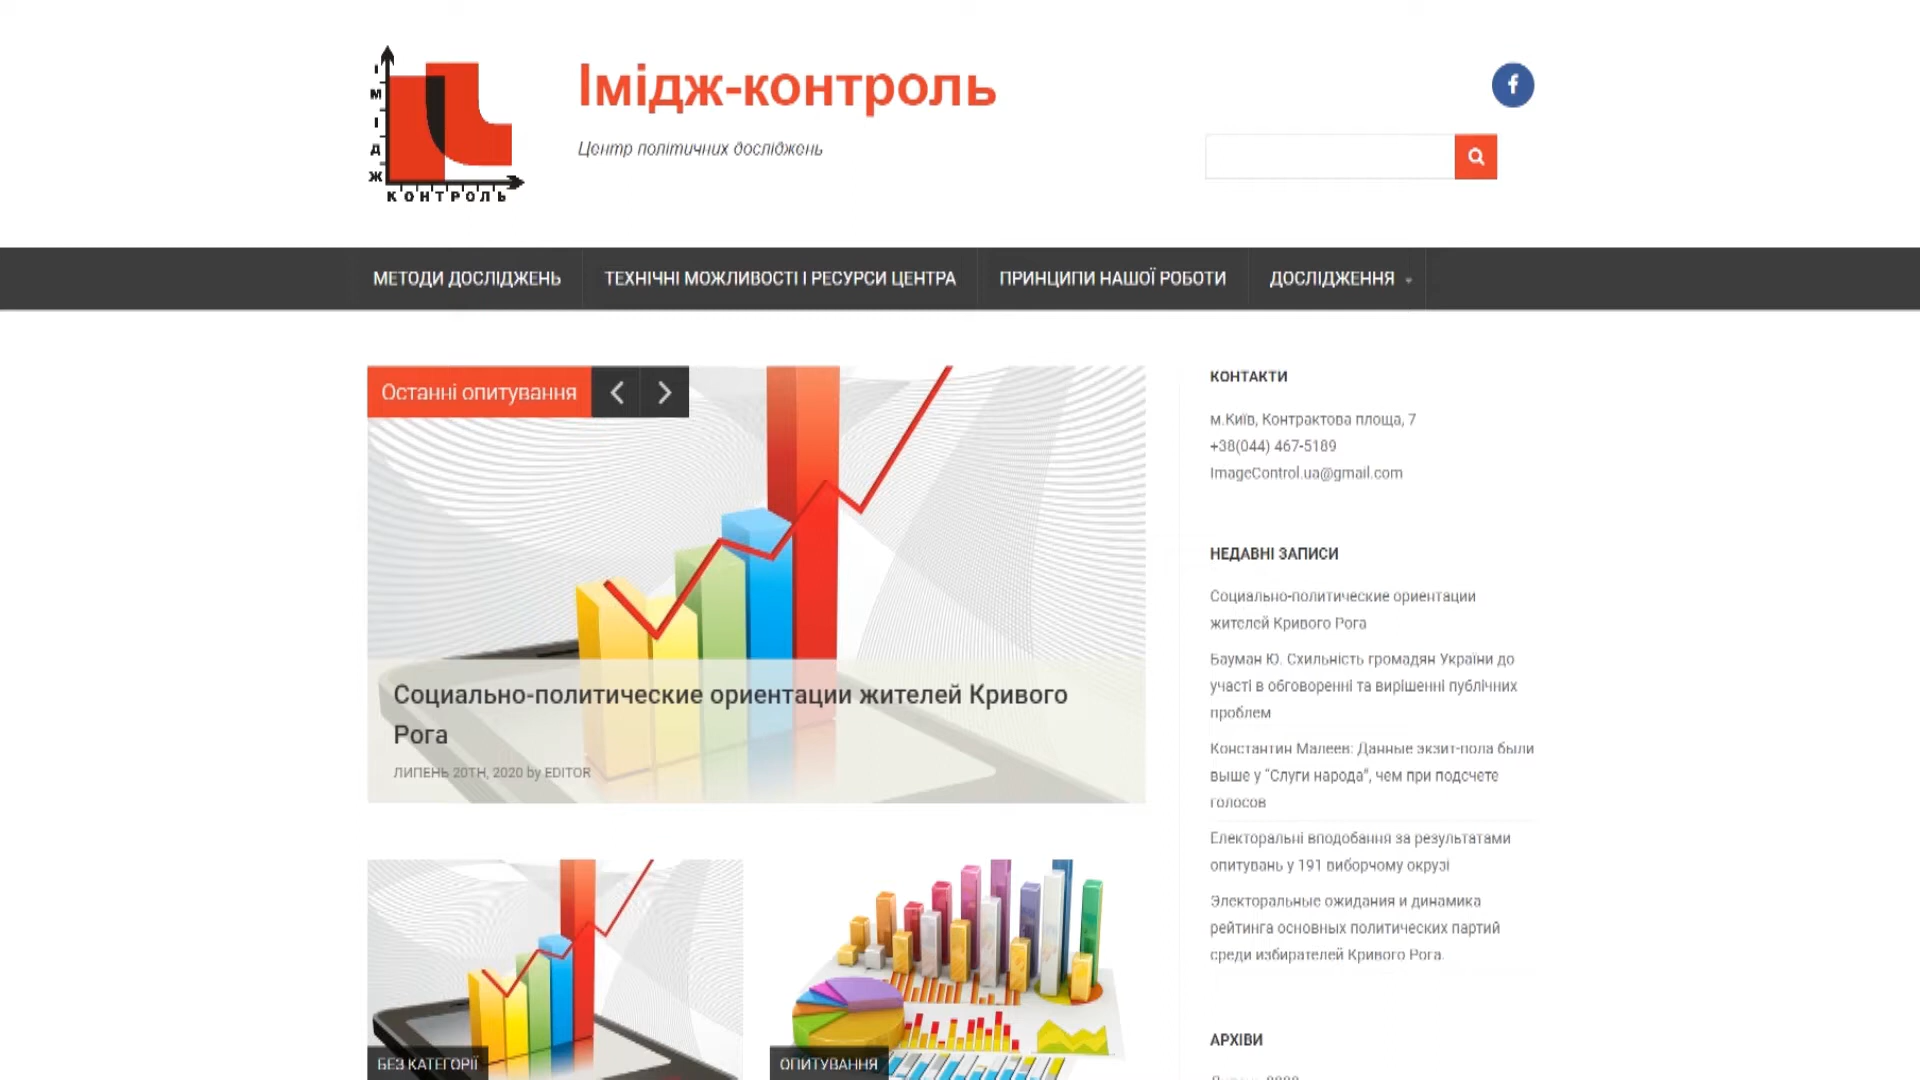 ІМІДЖ
КОНТРОЛЬ
Імідж-контроль
Центр політичних досліджень
МЕТОДИ ДОСЛІДЖЕНЬ
ТЕХНІЧНІ МОЖЛИВОСТІ І РЕСУРСИ ЦЕНТРА
ПРИНЦИПИ НАШОЇ РОБОТИ
ДОСЛІДЖЕННЯ
Останні опитування
Социально-политические ориентации жителей Кривого
Рога
ЛИПЕНЬ 20TH, 2020 by EDITOR
БЕЗ КАТЕГОРІЇ
ОПИТУВАННЯ
КОНТАКТИ
м.Київ, Контрактова площа, 7
+38(044) 467-5189
ImageControl.ua@gmail.com
НЕДАВНІ ЗАПИСИ
Социально-политические ориентации
жителей Кривого Рога
Бауман Ю. Схильність громадян України до
участі в обговоренні та вирішенні публічних
проблем
Константин Малеев: Данные экзит-пола были
выше у “Слуги народа”, чем при подсчете
голосов
Електоральні вподобання за результатами
опитувань у 191 виборчому окрузі
Электоральные ожидания и динамика
рейтинга основных политических партий
среди избирателей Кривого Рога.
АРХІВИ